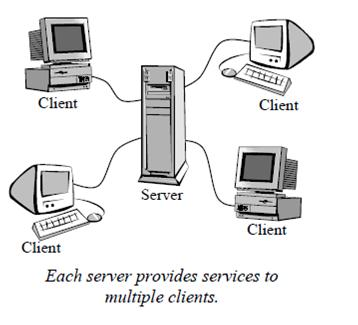 Client
Client
Server
Client
Client
Each server provides services to
multiple clients.